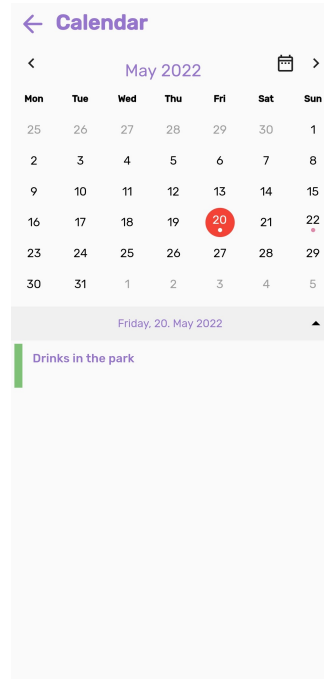 Calendar
May 2022
Mon Tue Wed Thu Fri Sat Sun
25 26 27 28 29 30 1
2 3 4 5 6 7 8
9 10 11 12 13 14 15
16 17 18 19 20 21 22
23 24 25 26 27 28 29
30 31 1 2 3 4 5
Friday, 20. May 2022
Drinks in the park